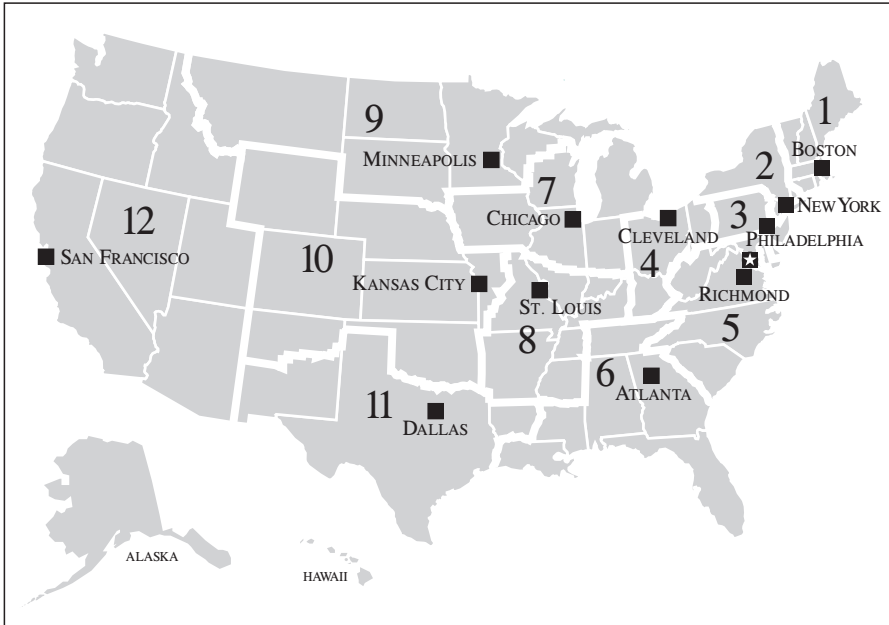 1
BOSTON
2
NEW YORK
3
PHILADELPHIA
9
MINNEAPOLIS
7
CHICAGO
CLEVELAND
4
12
SAN FRANCISCO
10
KANSAS CITY
ST. LOUIS
8
RICHMOND
5
6
ATLANTA
11
DALLAS
ALASKA
HAWAII